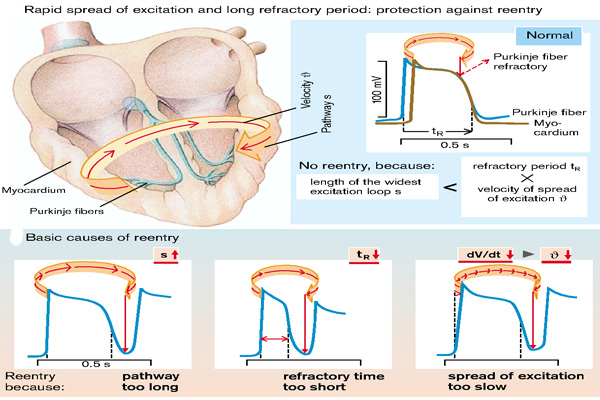 Rapid spread of excitation and long refractory period: protection against reentry
Normal
Velocity ϑ
Pathway s
Myocardium
Purkinje fibers
100 mV
Purkinje fiber
refractory
Purkinje fiber
Myo-
cardium
tR
0.5 s
No reentry, because:
length of the widest
excitation loop s
<
refractory period tR
×
velocity of spread
of excitation ϑ
Basic causes of reentry
s ↑
tR ↓
dV/dt ↓ ► ϑ ↓
0.5 s
Reentry
because:
pathway
too long
refractory time
too short
spread of excitation
too slow